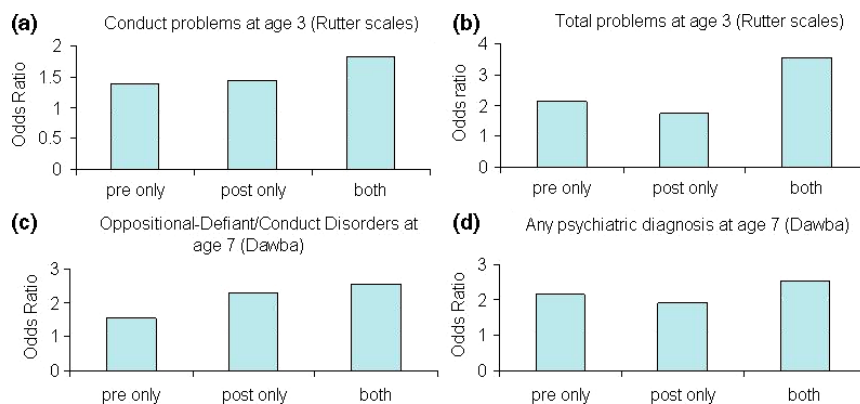 (a)
Conduct problems at age 3 (Rutter scales)
Odds Ratio
2
1.5
1
0.5
0
pre only post only both
(b)
Total problems at age 3 (Rutter scales)
Odds ratio
4
3
2
1
0
pre only post only both
(c)
Oppositional-Defiant/Conduct Disorders at
age 7 (Dawba)
Odds Ratio
3
2
1
0
pre only post only both
(d)
Any psychiatric diagnosis at age 7 (Dawba)
Odds Ratio
3
2
1
0
pre only post only both